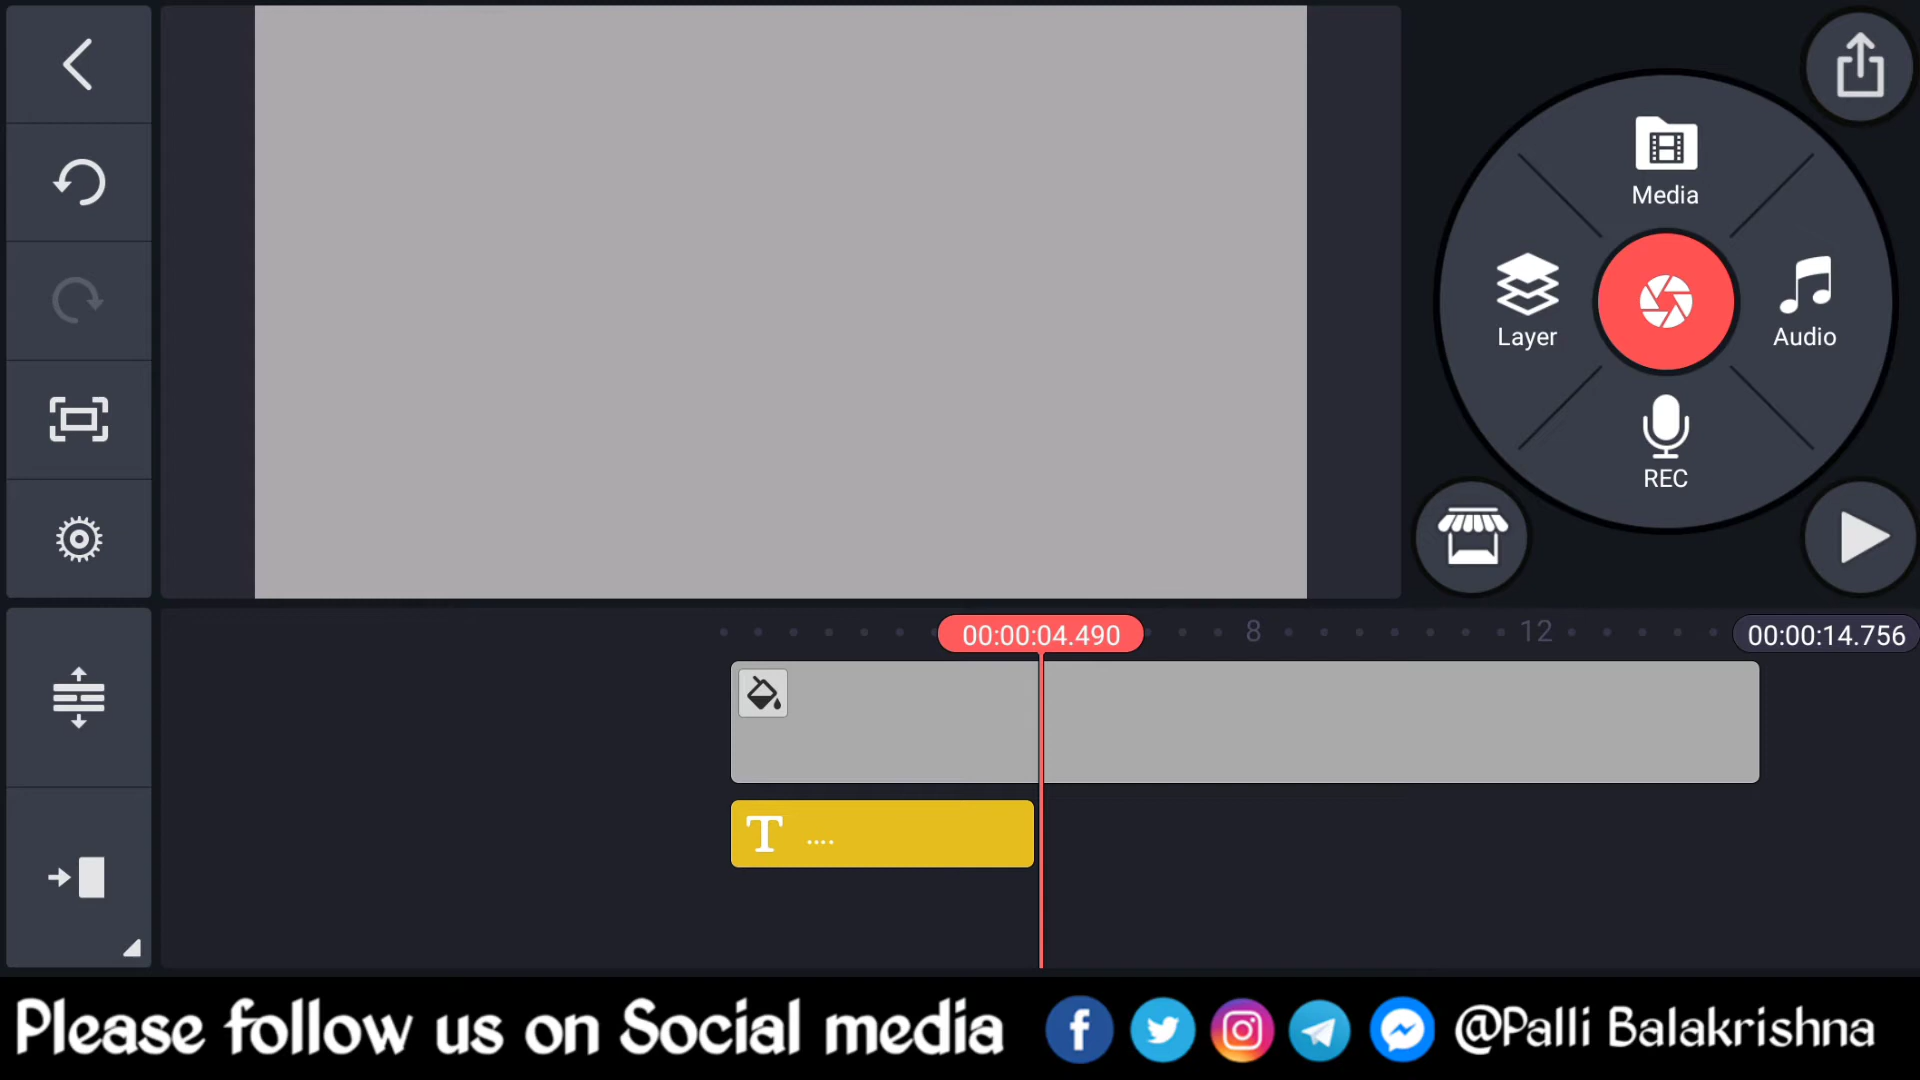 Media
Layer
Audio
REC
00:00:04.490
8
12
00:00:14.756
T ....
Please follow us on Social media @Palli Balakrishna